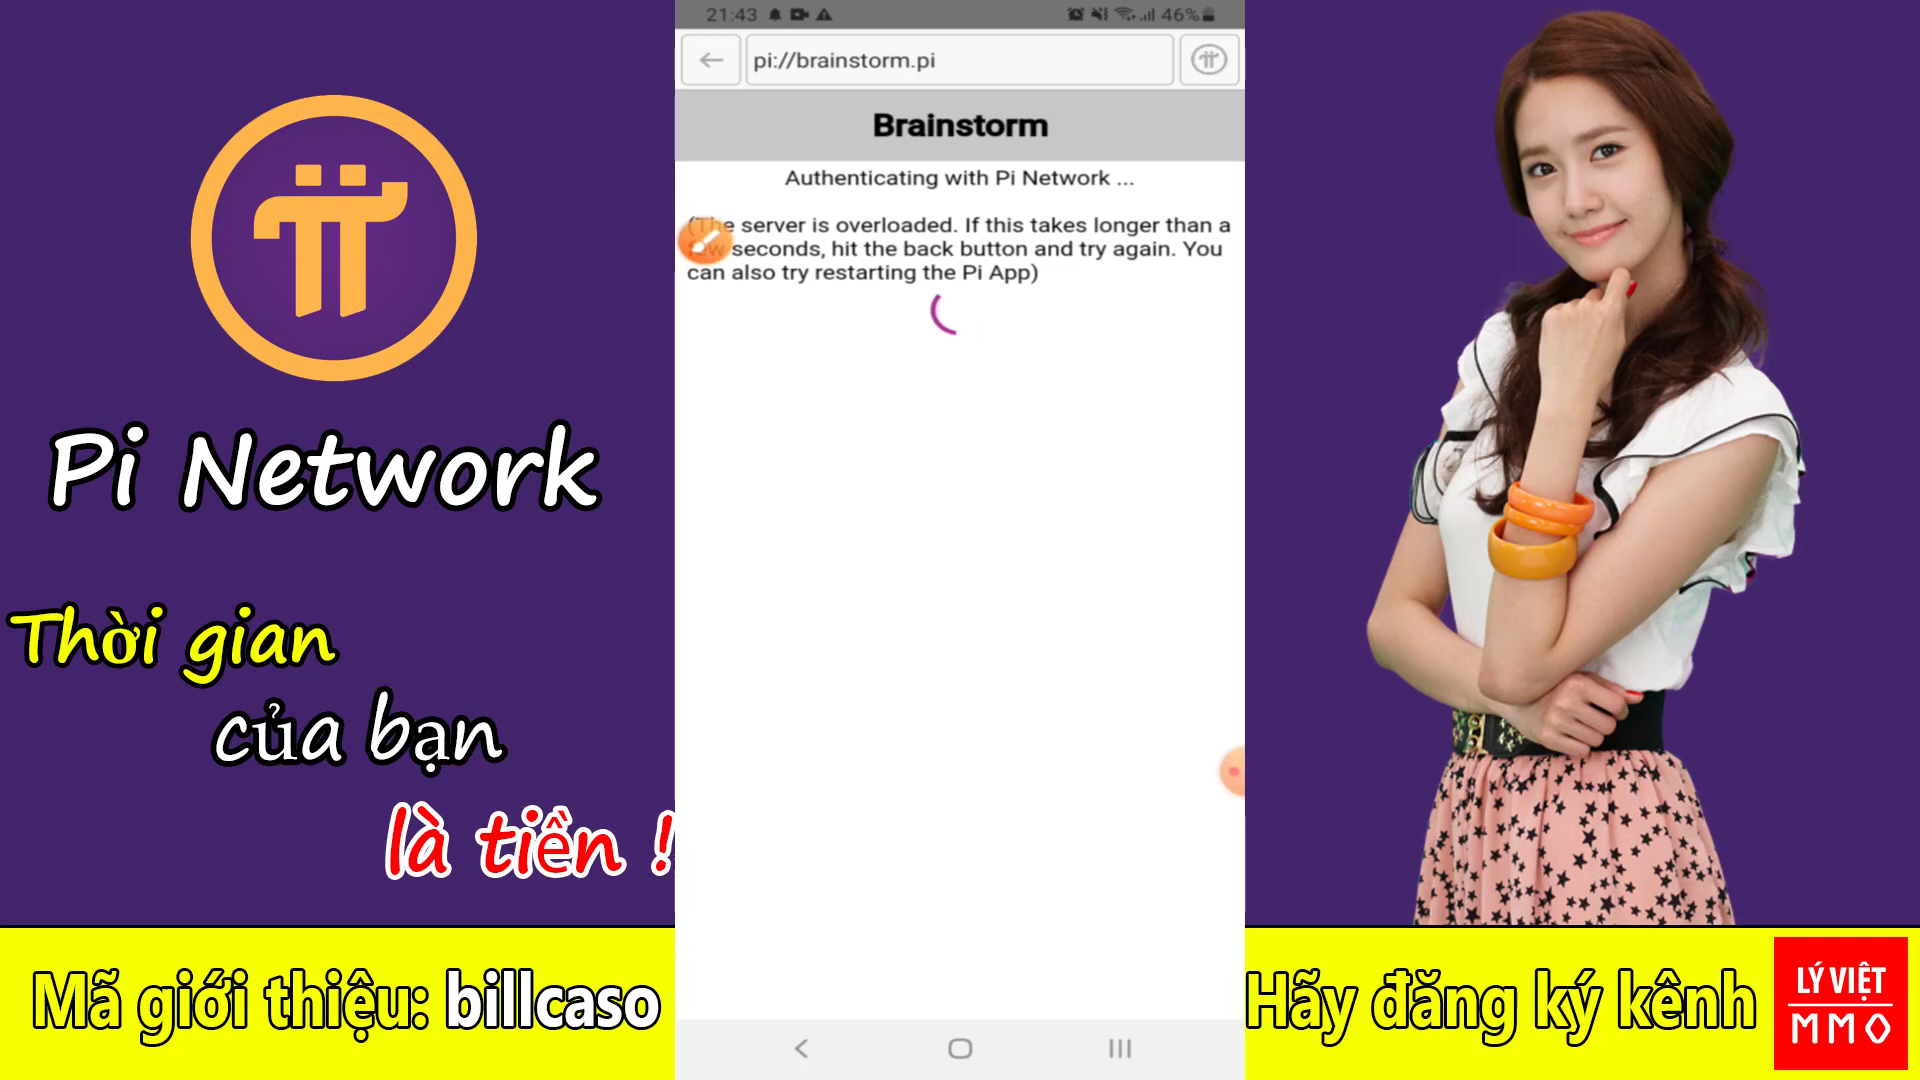 21:43
46%
pi://brainstorm.pi
Brainstorm
Authenticating with Pi Network ...
(The server is overloaded. If this takes longer than a
few seconds, hit the back button and try again. You
can also try restarting the Pi App)
Pi Network
Thời gian
của bạn
là tiền !
Mã giới thiệu: billcaso
Hãy đăng ký kênh
LÝ VIỆT
MMO